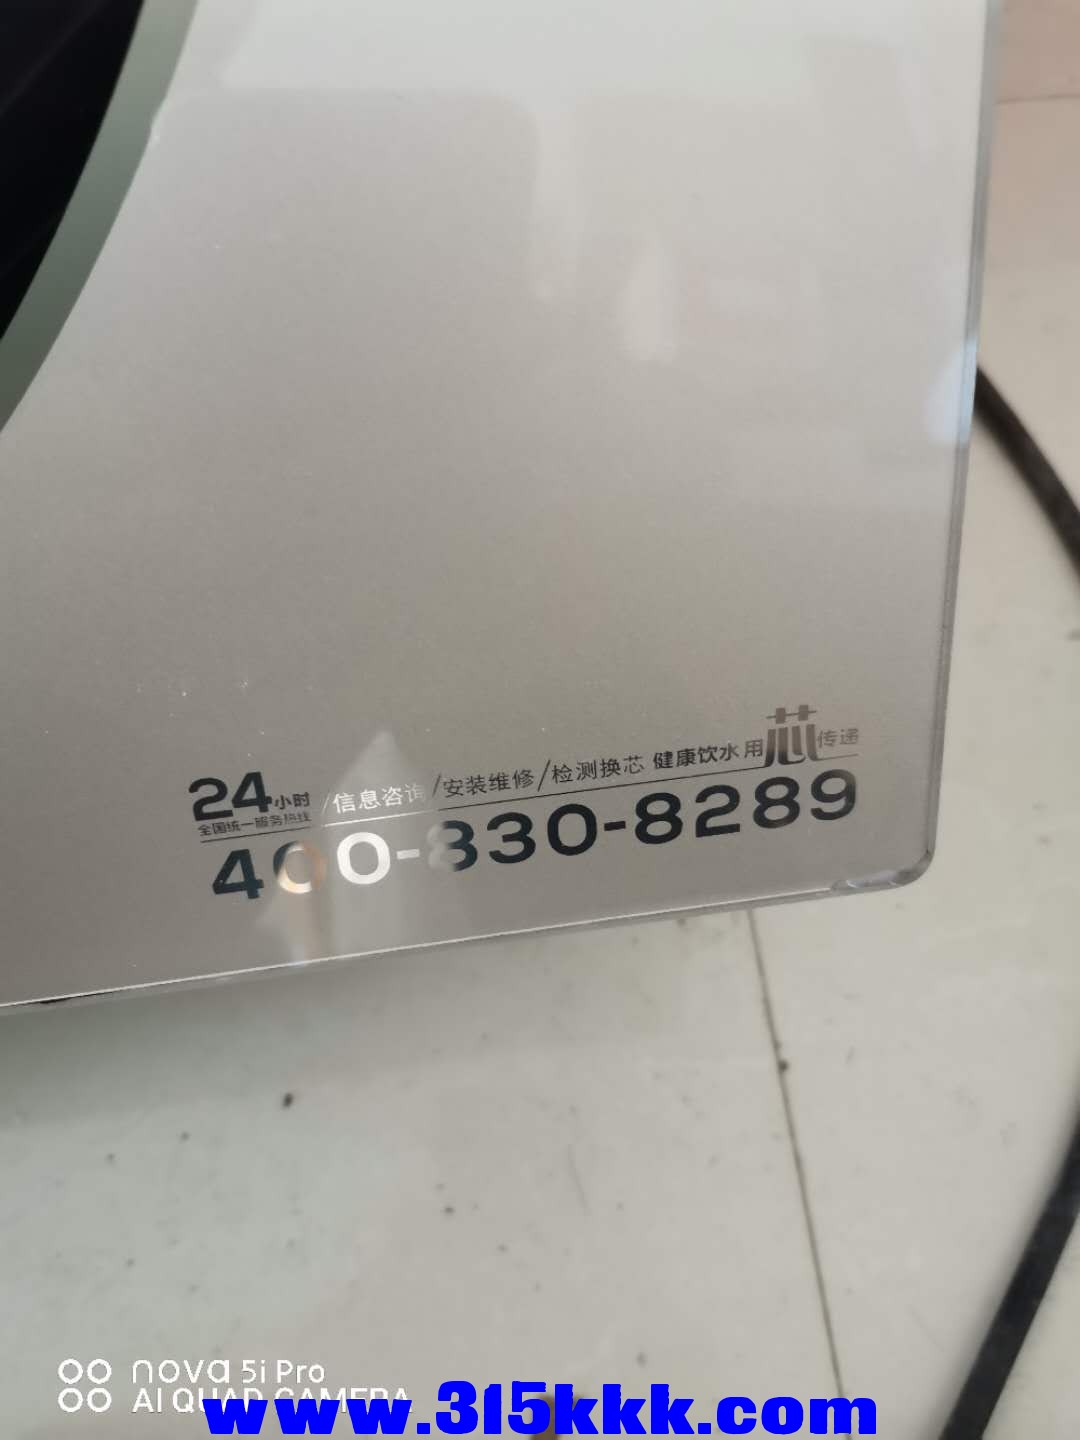 24小时 / 信息咨询 / 安装维修 / 检测换芯 健康饮水 用芯传递
全国统一服务热线
400-830-8289
nova 5i Pro
AI QUAD CAMERA
www.315kkk.com